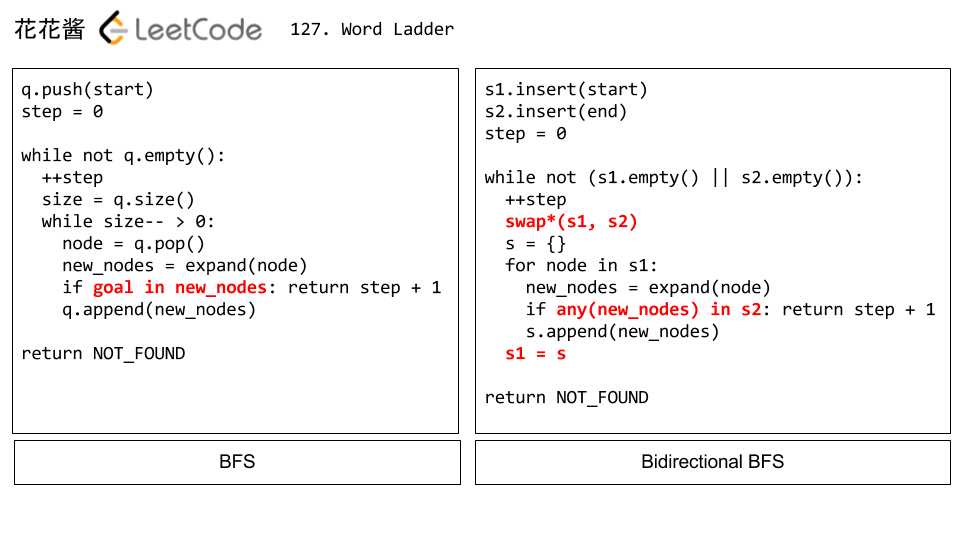 花花酱 LeetCode 127. Word Ladder
q.push(start)
step = 0
while not q.empty():
++step
size = q.size()
while size-- > 0:
node = q.pop()
new_nodes = expand(node)
if goal in new_nodes: return step + 1
q.append(new_nodes)
return NOT_FOUND
BFS
s1.insert(start)
s2.insert(end)
step = 0
while not (s1.empty() || s2.empty()):
++step
swap*(s1, s2)
s = {}
for node in s1:
new_nodes = expand(node)
if any(new_nodes) in s2: return step + 1
s.append(new_nodes)
s1 = s
return NOT_FOUND
Bidirectional BFS